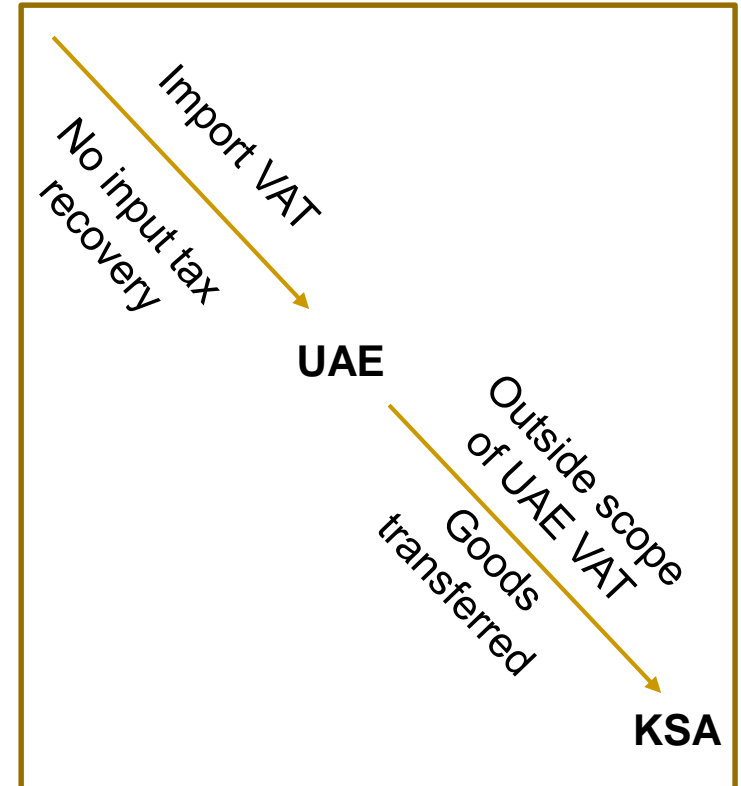 Import VAT
No input tax
recovery
UAE
Outside scope
of UAE VAT
Goods
transferred
KSA